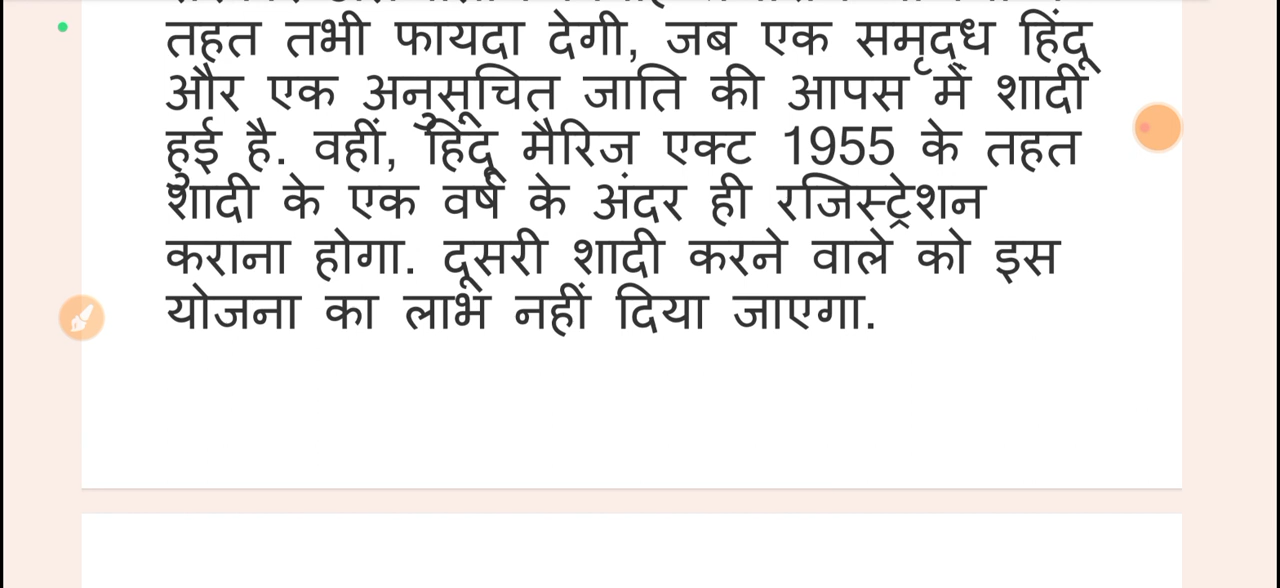 तहत तभी फायदा देगी, जब एक समृद्ध हिंदू
और एक अनुसूचित जाति की आपस में शादी
हुई है. वहीं, हिंदू मैरिज एक्ट 1955 के तहत
शादी के एक वर्ष के अंदर ही रजिस्ट्रेशन
कराना होगा. दूसरी शादी करने वाले को इस
योजना का लाभ नहीं दिया जाएगा.